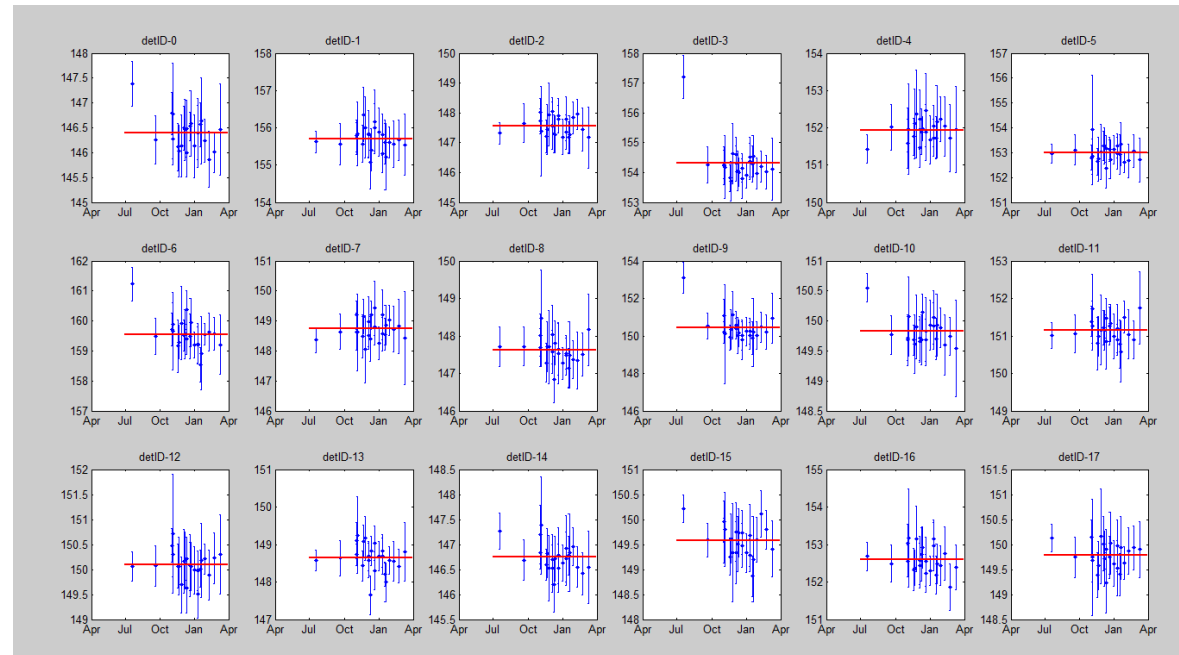 detID-0 detID-1 detID-2 detID-3 detID-4 detID-5
148 158 150 158 154 157
147.5 157 149 157 153 156
147 156 148 156 152 155
146.5 155 147 155 151 154
146 154 146 154 150 153
145.5 145 153 152
145 151
150
Apr Jul Oct Jan Apr Apr Jul Oct Jan Apr Apr Jul Oct Jan Apr Apr Jul Oct Jan Apr Apr Jul Oct Jan Apr Apr Jul Oct Jan Apr
detID-6 detID-7 detID-8 detID-9 detID-10 detID-11
162 151 150 154 151 153
161 150 149 152 150.5 152
160 149 148 150 150 151
159 148 147 148 149.5 150
158 147 146 146 149 149
157 146 148.5
Apr Jul Oct Jan Apr Apr Jul Oct Jan Apr Apr Jul Oct Jan Apr Apr Jul Oct Jan Apr Apr Jul Oct Jan Apr Apr Jul Oct Jan Apr
detID-12 detID-13 detID-14 detID-15 detID-16 detID-17
152 151 148.5 151 155 151.5
151.5 150 148 150.5 154 151
151 149 147.5 150 153 150.5
150.5 148 147 149.5 152 150
150 147 146.5 149 151 149.5
149.5 146 148.5 149
149 145.5 148 148.5
Apr Jul Oct Jan Apr Apr Jul Oct Jan Apr Apr Jul Oct Jan Apr Apr Jul Oct Jan Apr Apr Jul Oct Jan Apr Apr Jul Oct Jan Apr